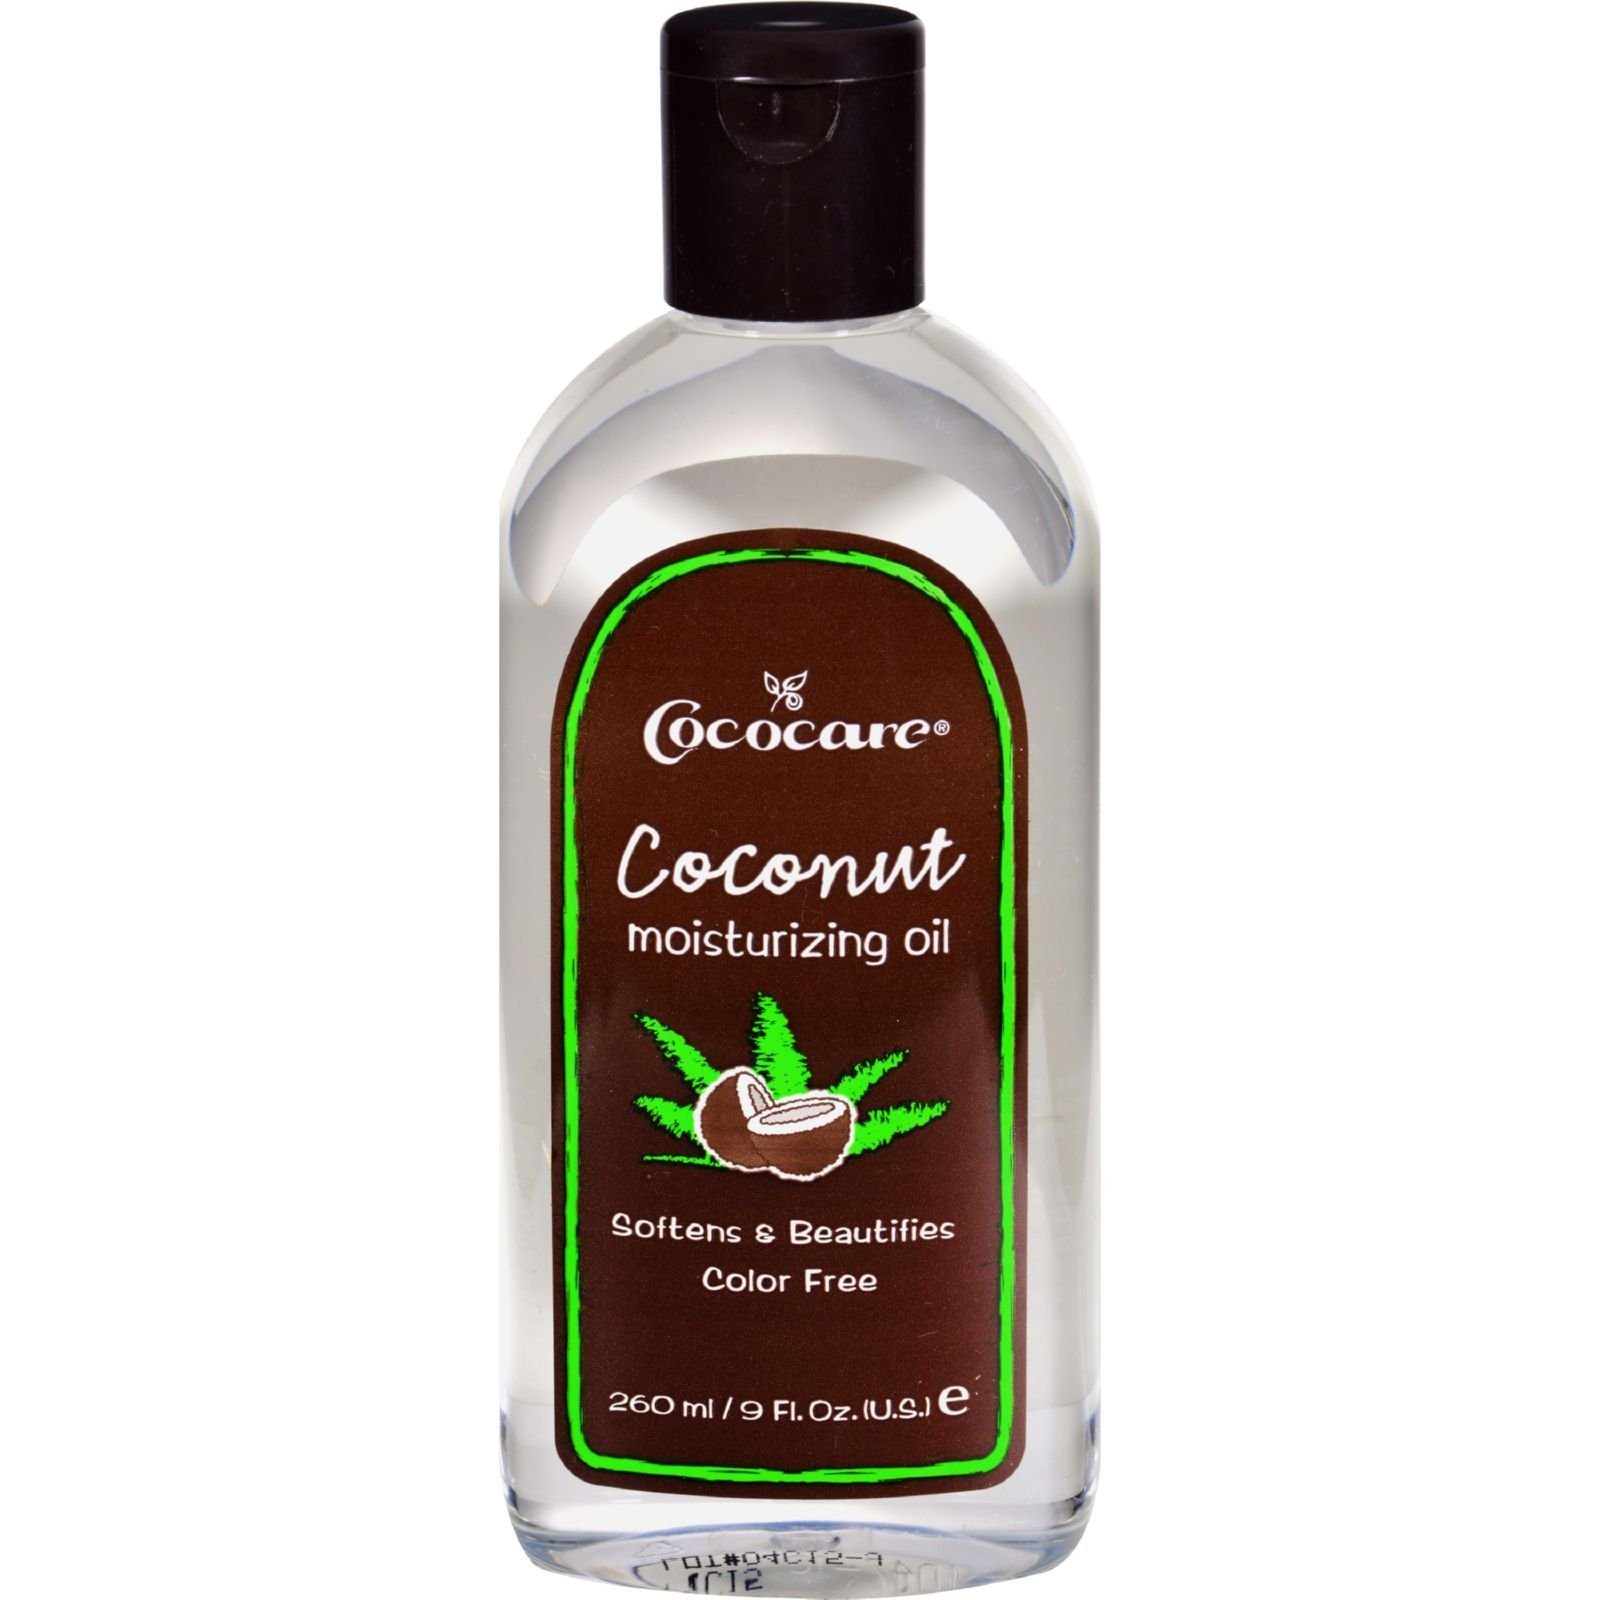 Cococare®
Coconut
moisturizing oil
Softens & Beautifies
Color Free
260 ml / 9 Fl. Oz. (U.S.) e